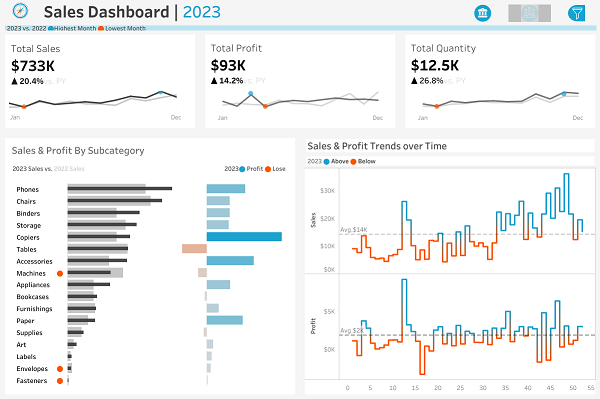 Sales Dashboard | 2023
2023 vs. 2022 Highest Month Lowest Month
Total Sales
$733K
▲ 20.4% vs. PY
Jan Dec
Total Profit
$93K
▲ 14.2% vs. PY
Jan Dec
Total Quantity
$12.5K
▲ 26.8% vs. PY
Jan Dec
Sales & Profit By Subcategory
2023 Sales vs. 2022 Sales
2023 Profit Lose
Phones
Chairs
Binders
Storage
Copiers
Tables
Accessories
Machines
Appliances
Bookcases
Furnishings
Paper
Supplies
Art
Labels
Envelopes
Fasteners
Sales & Profit Trends over Time
2023 Above Below
Sales
$30K
$20K
$10K
$0K
Avg.$14K
Profit
$5K
$0K
Avg.$2K
0 5 10 15 20 25 30 35 40 45 50 55